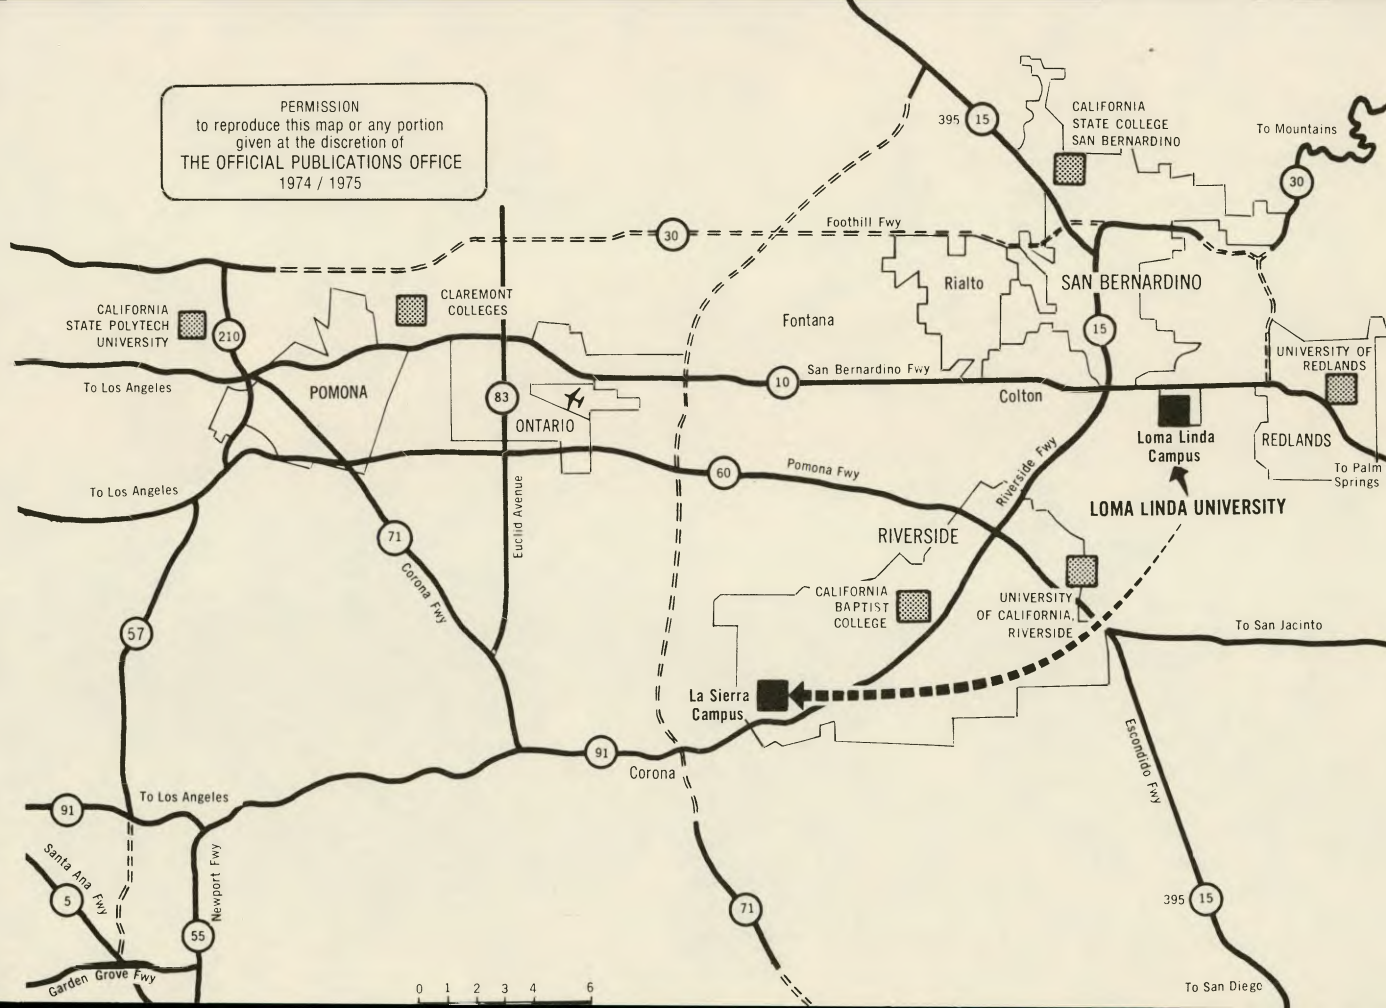 PERMISSION
to reproduce this map or any portion
given at the discretion of
THE OFFICIAL PUBLICATIONS OFFICE
1974 / 1975
395
15
CALIFORNIA
STATE COLLEGE
SAN BERNARDINO
To Mountains
30
30
Foothill Fwy
CALIFORNIA
STATE POLYTECH
UNIVERSITY
210
CLAREMONT
COLLEGES
Rialto
SAN BERNARDINO
Fontana
15
UNIVERSITY OF
REDLANDS
To Los Angeles
POMONA
83
ONTARIO
10
San Bernardino Fwy
Colton
Loma Linda
Campus
REDLANDS
To Palm
Springs
To Los Angeles
60
Pomona Fwy
Riverside Fwy
LOMA LINDA UNIVERSITY
71
Corona Fwy
Euclid Avenue
RIVERSIDE
CALIFORNIA
BAPTIST
COLLEGE
UNIVERSITY
OF CALIFORNIA,
RIVERSIDE
To San Jacinto
57
La Sierra
Campus
91
Corona
Escondido Fwy
91
To Los Angeles
Santa Ana Fwy
5
Newport Fwy
55
71
395
15
Garden Grove Fwy
To San Diego
0 1 2 3 4 6